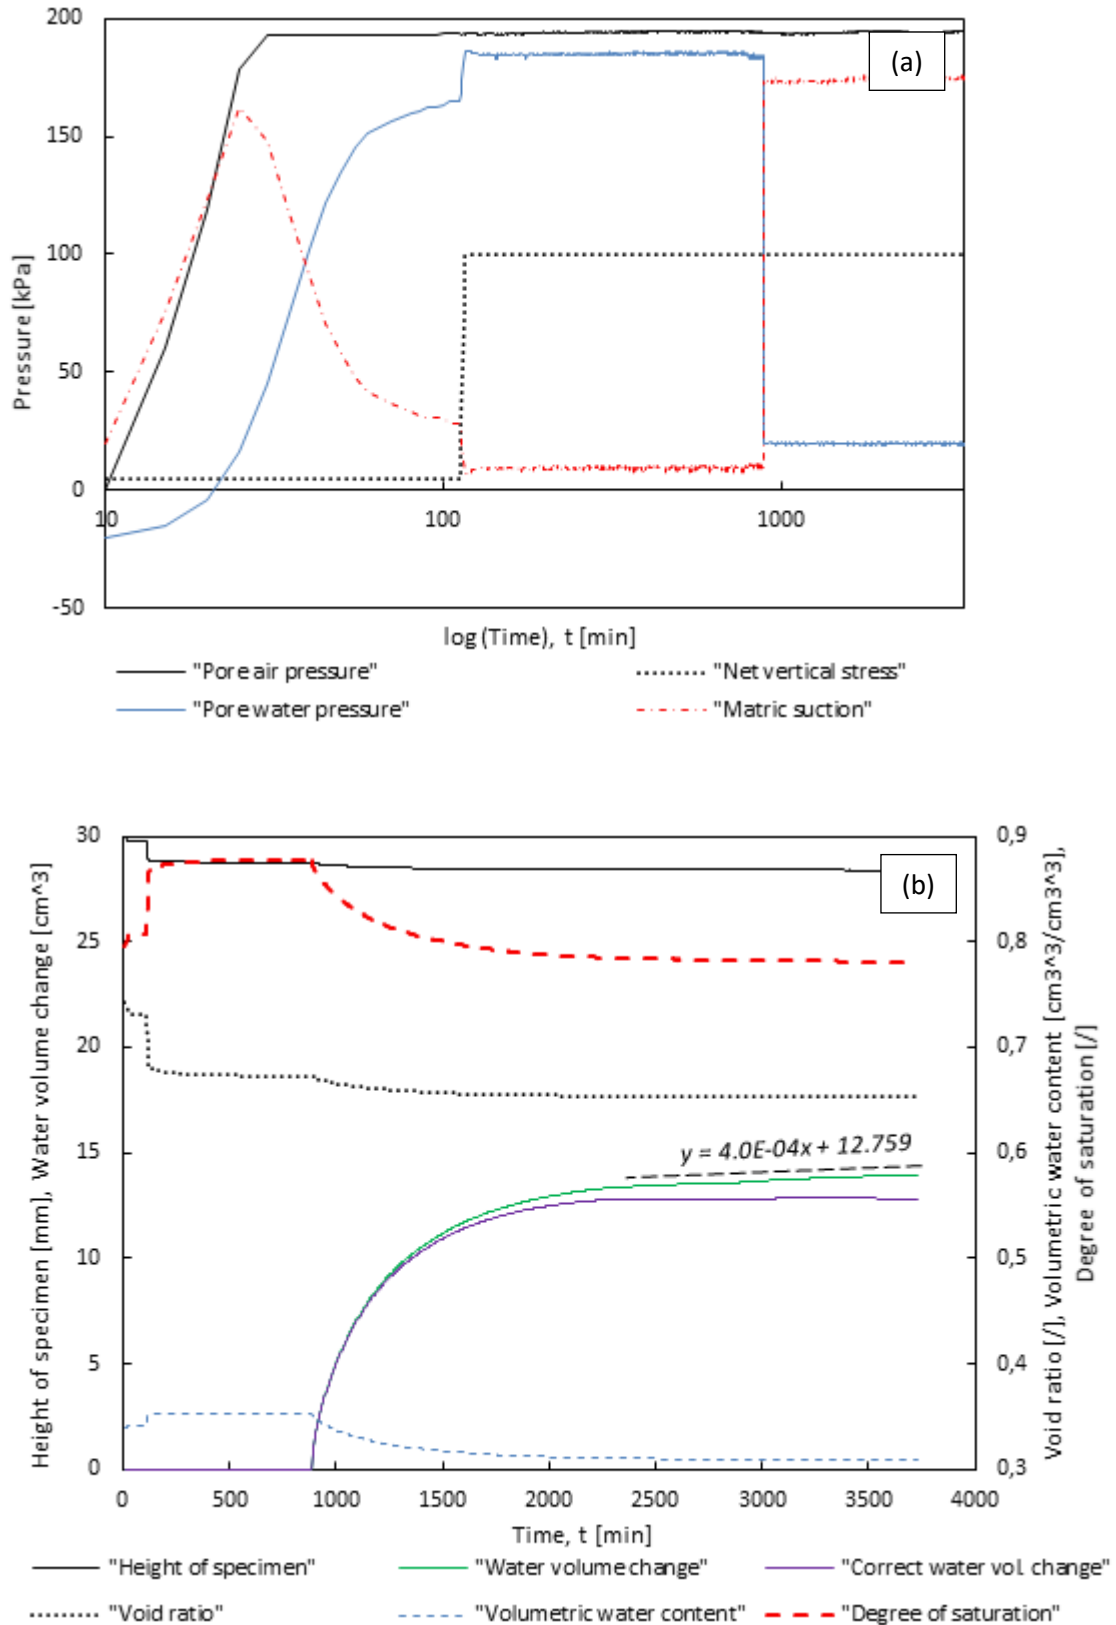 (a)
200
150
100
50
0
-50
10
100
1000
Pressure [kPa]
log(Time), t [min]
"Pore air pressure"
"Net vertical stress"
"Pore water pressure"
"Matric suction"
(b)
30
25
20
15
10
5
0
0,9
0,8
0,7
0,6
0,5
0,4
0,3
y = 4.0E-04x + 12.759
0
500
1000
1500
2000
2500
3000
3500
4000
Height of specimen [mm], Water volume change [cm^3]
Void ratio [/], Volumetric water content [cm3^3/cm3^3],
Degree of saturation [/]
Time, t [min]
"Height of specimen"
"Water volume change"
"Correct water vol. change"
"Void ratio"
"Volumetric water content"
"Degree of saturation"